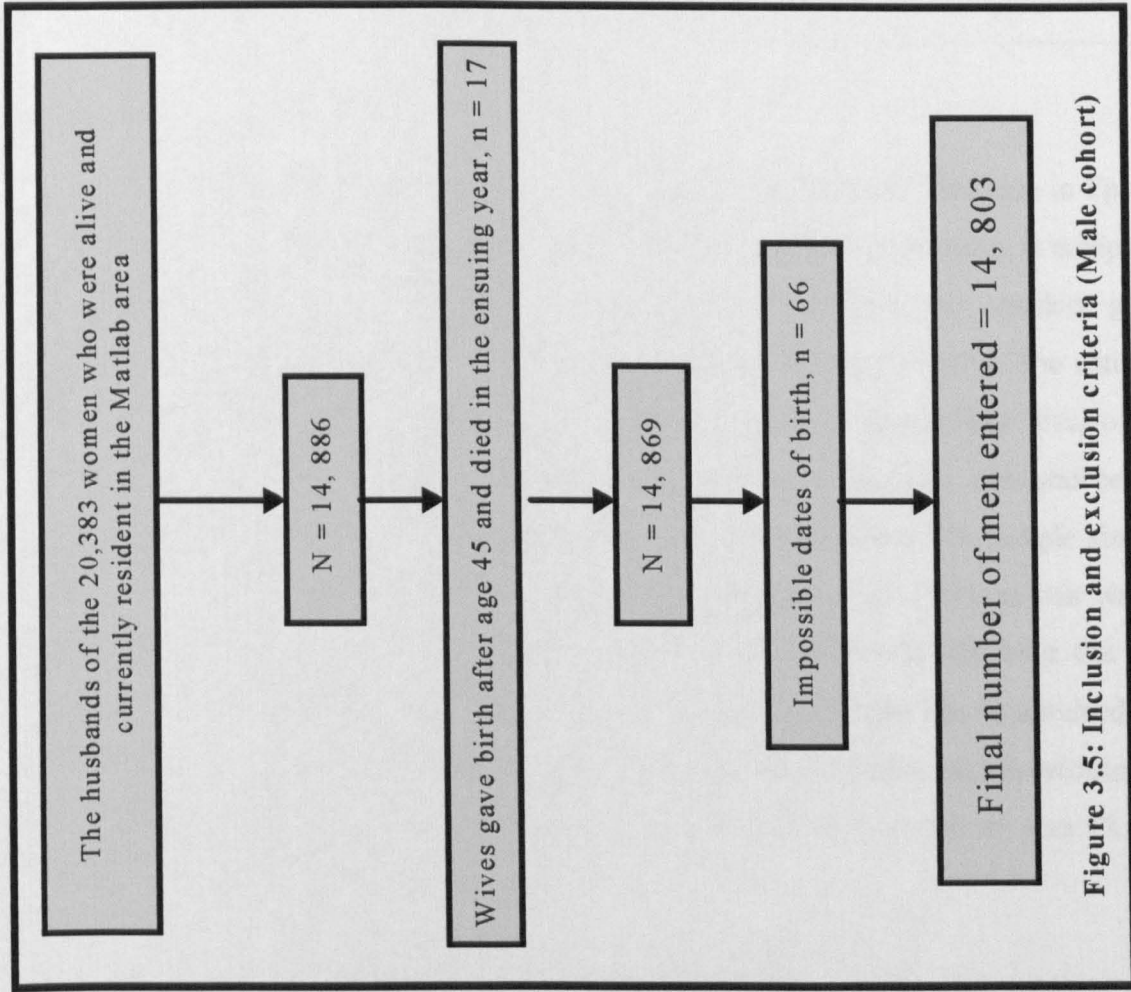 The husbands of the 20,383 women who were alive and
currently resident in the Matlab area
N = 14, 886
Wives gave birth after age 45 and died in the ensuing year, n = 17
N = 14, 869
Impossible dates of birth, n = 66
Final number of men entered = 14, 803
Figure 3.5: Inclusion and exclusion criteria (Male cohort)